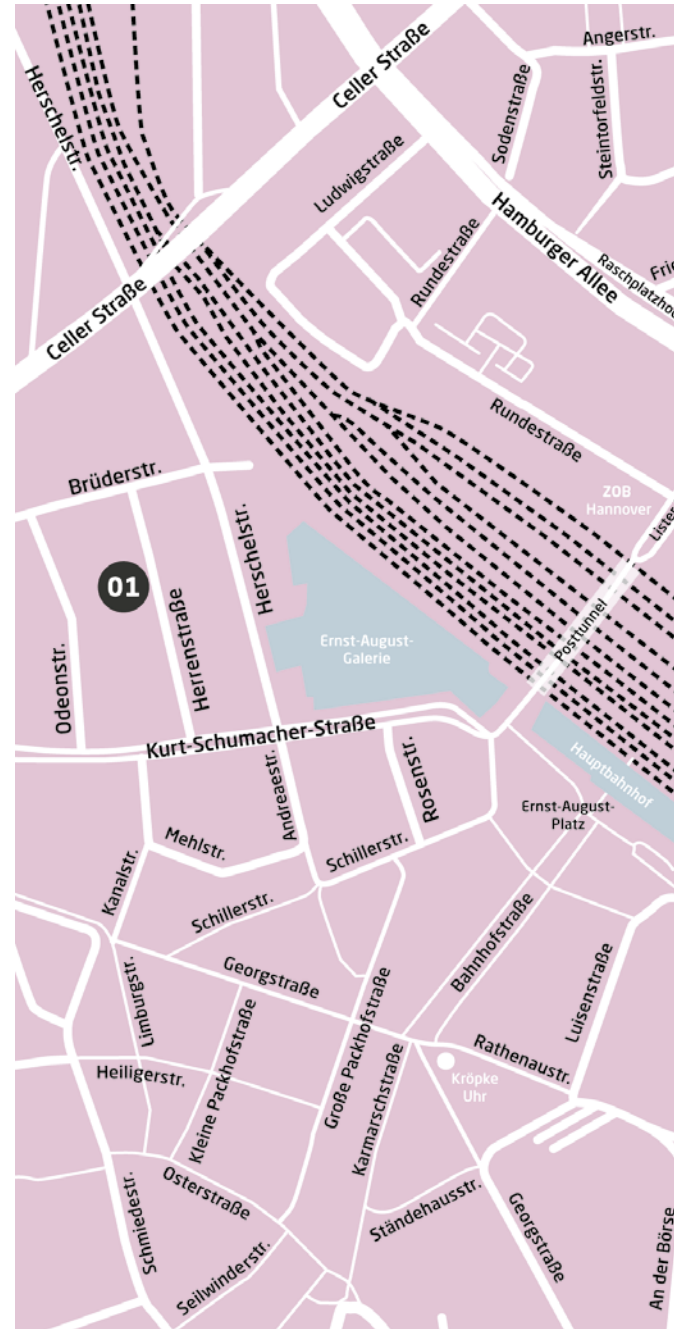 Celler Straße
Angerstr.
Herschelstr.
Sodenstraße
Steintorfeldstr.
Ludwigstraße
Hamburger Allee
Rundestraße
Celler Straße
Rundestraße
Brüderstr.
ZOB
Hannover
01
Herschelstr.
Herrenstraße
Odeonstr.
Ernst-August-
Galerie
Posttunnel
Kurt-Schumacher-Straße
Hauptbahnhof
Andreaestr.
Rosenstr.
Ernst-August-
Platz
Mehlstr.
Schillerstr.
Kanalstr.
Schillerstr.
Bahnhofstraße
Georgstraße
Luisenstraße
Limburgstr.
Große Packhofstraße
Kleine Packhofstraße
Rathenaustr.
Heiligerstr.
Karmarschstraße
Kröpke
Uhr
Osterstraße
Schmiedestr.
Ständehausstr.
Georgstraße
Seilwinderstr.
An der Börse